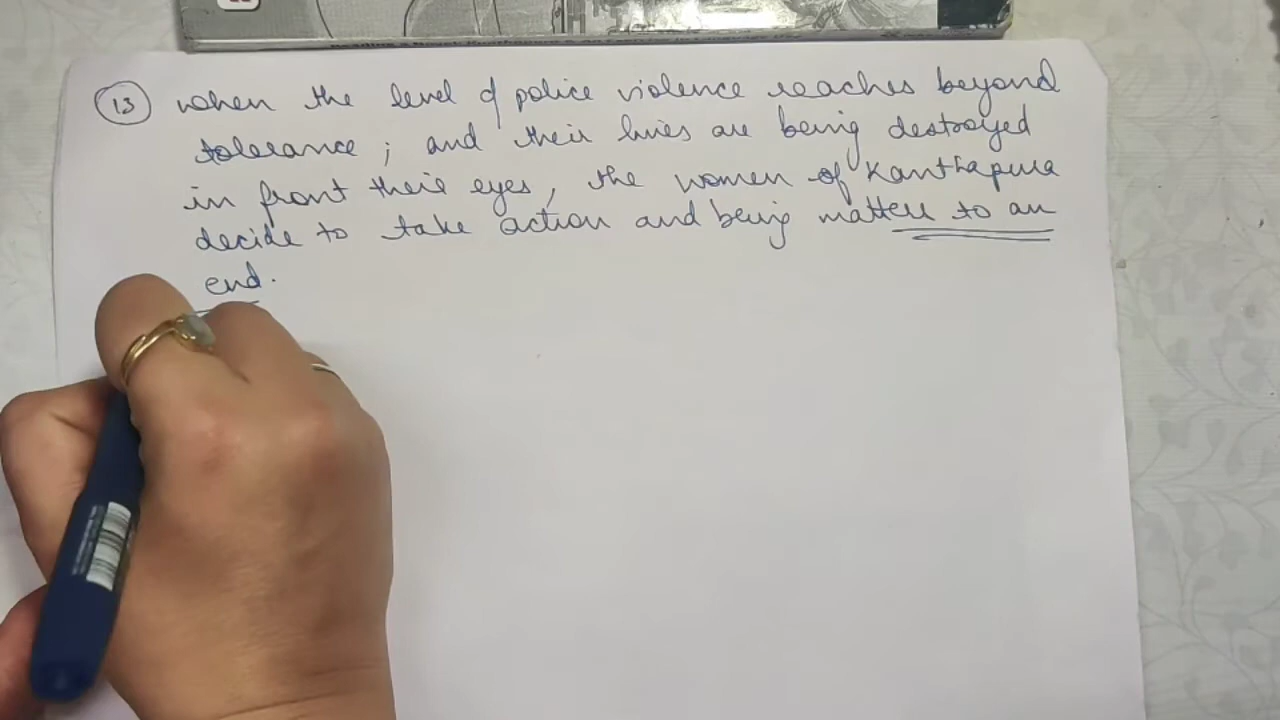 13 when the level of police violence reaches beyond
tolerance ; and their lives are being destroyed
in front their eyes, the women of Kanthapura
decide to take action and being matters to an
end.